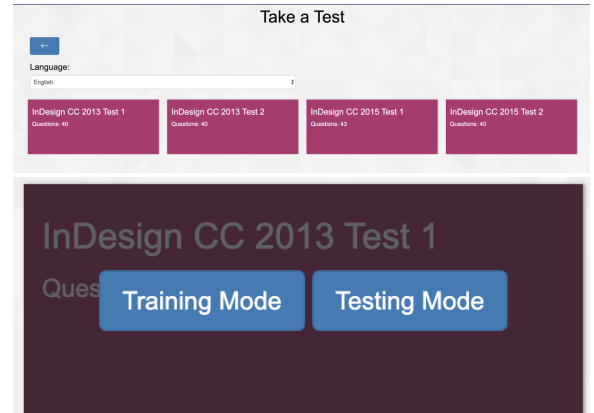 Take a Test
←
Language:
English
InDesign CC 2013 Test 1
Questions: 40
InDesign CC 2013 Test 2
Questions: 40
InDesign CC 2015 Test 1
Questions: 43
InDesign CC 2015 Test 2
Questions: 40
InDesign CC 2013 Test 1
Ques
Training Mode
Testing Mode